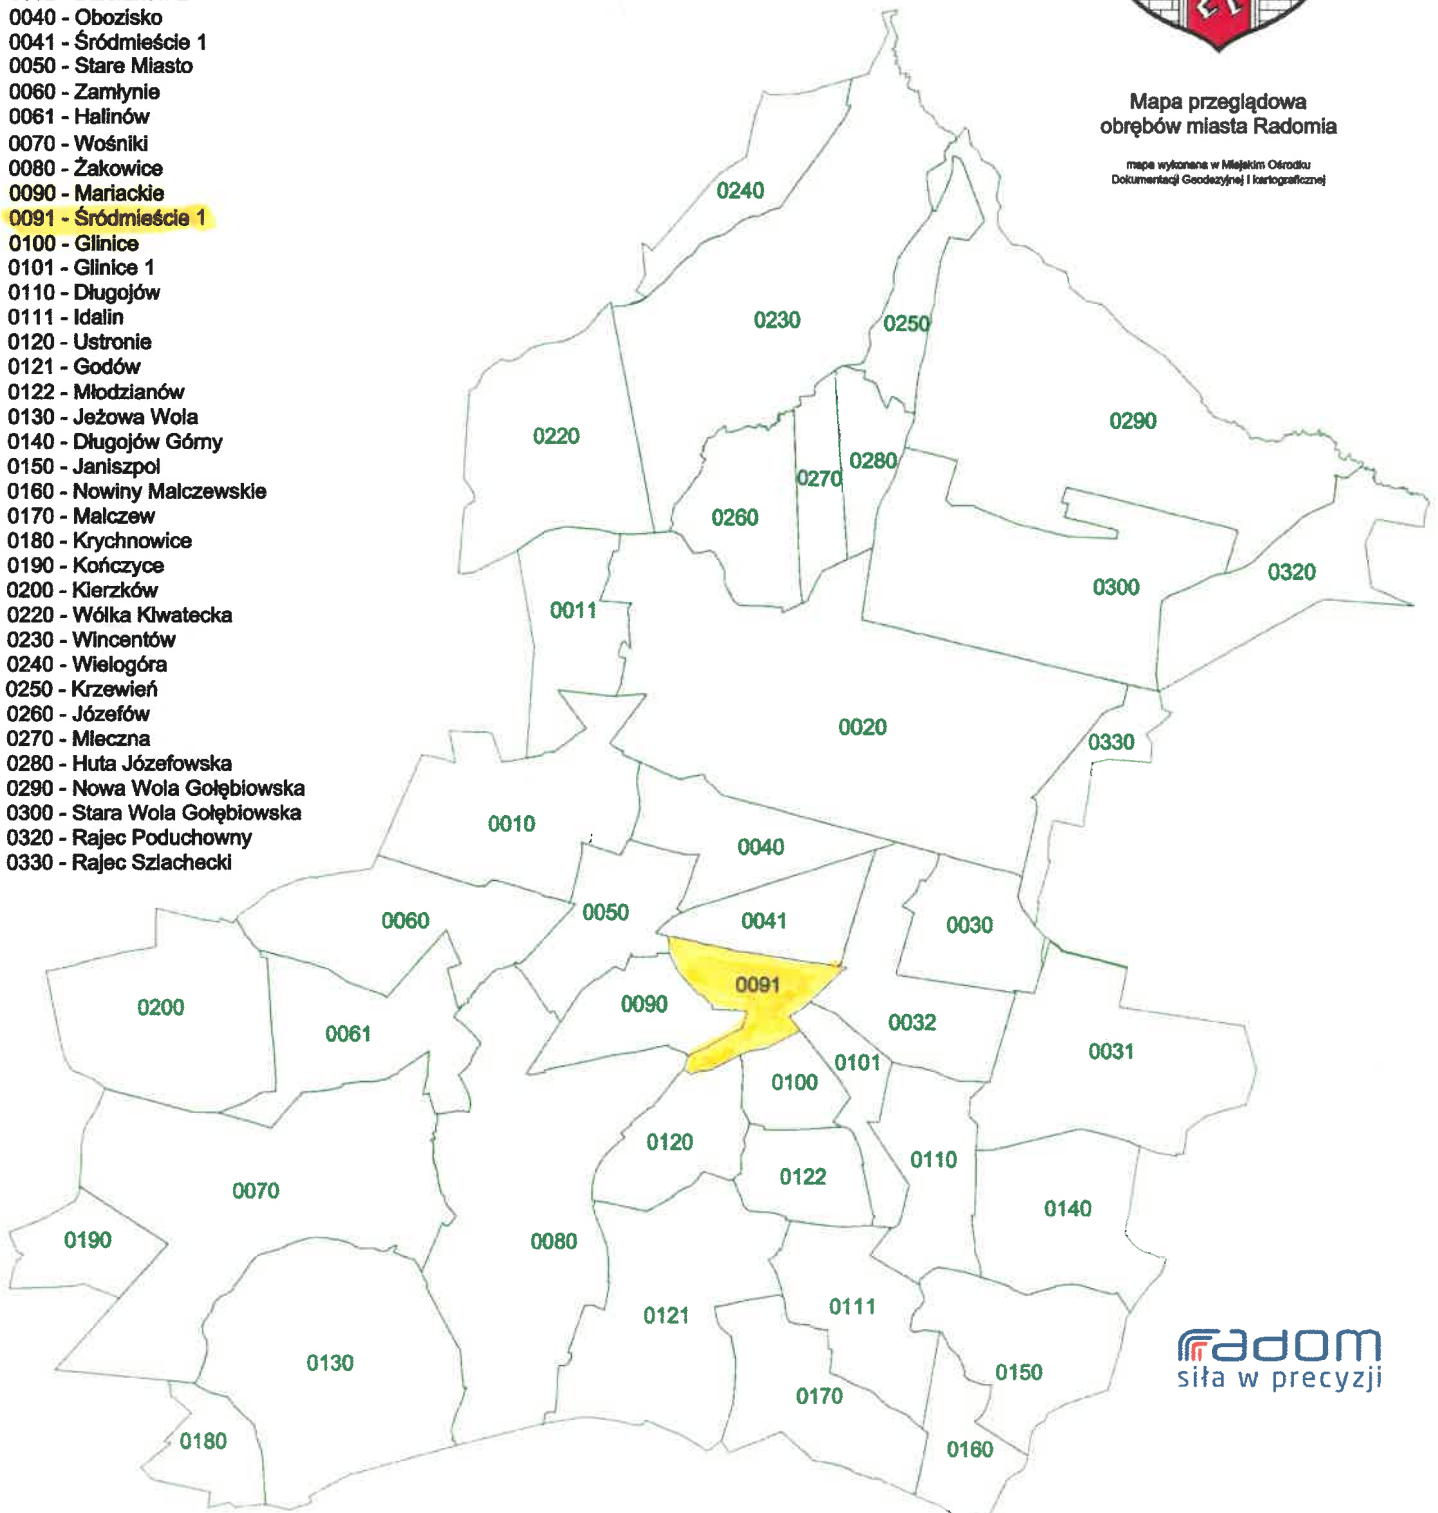 0040 - Obozisko
0041 - Śródmieście 1
0050 - Stare Miasto
0060 - Zamłynie
0061 - Halinów
0070 - Wośniki
0080 - Żakowice
0090 - Mariackie
0091 - Śródmieście 1
0100 - Glinice
0101 - Glinice 1
0110 - Długojów
0111 - Idalin
0120 - Ustronie
0121 - Godów
0122 - Młodzianów
0130 - Jeżowa Wola
0140 - Długojów Górny
0150 - Janiszpol
0160 - Nowiny Malczewskie
0170 - Malczew
0180 - Krychnowice
0190 - Kończyce
0200 - Kierzków
0220 - Wólka Klwatecka
0230 - Wincentów
0240 - Wielogóra
0250 - Krzewień
0260 - Józefów
0270 - Mleczna
0280 - Huta Józefowska
0290 - Nowa Wola Gołębiowska
0300 - Stara Wola Gołębiowska
0320 - Rajec Poduchowny
0330 - Rajec Szlachecki
Mapa przeglądowa
obrębów miasta Radomia
mapa wykonana w Miejskim Ośrodku
Dokumentacji Geodezyjnej i kartograficznej
0240
0230
0250
0220
0290
0280
0270
0260
0300
0320
0011
0020
0330
0010
0040
0050
0060
0041
0030
0091
0090
0200
0061
0032
0031
0101
0100
0120
0122
0110
0070
0140
0190
0080
0121
0111
0130
0150
0170
0180
0160
radom
siła w precyzji